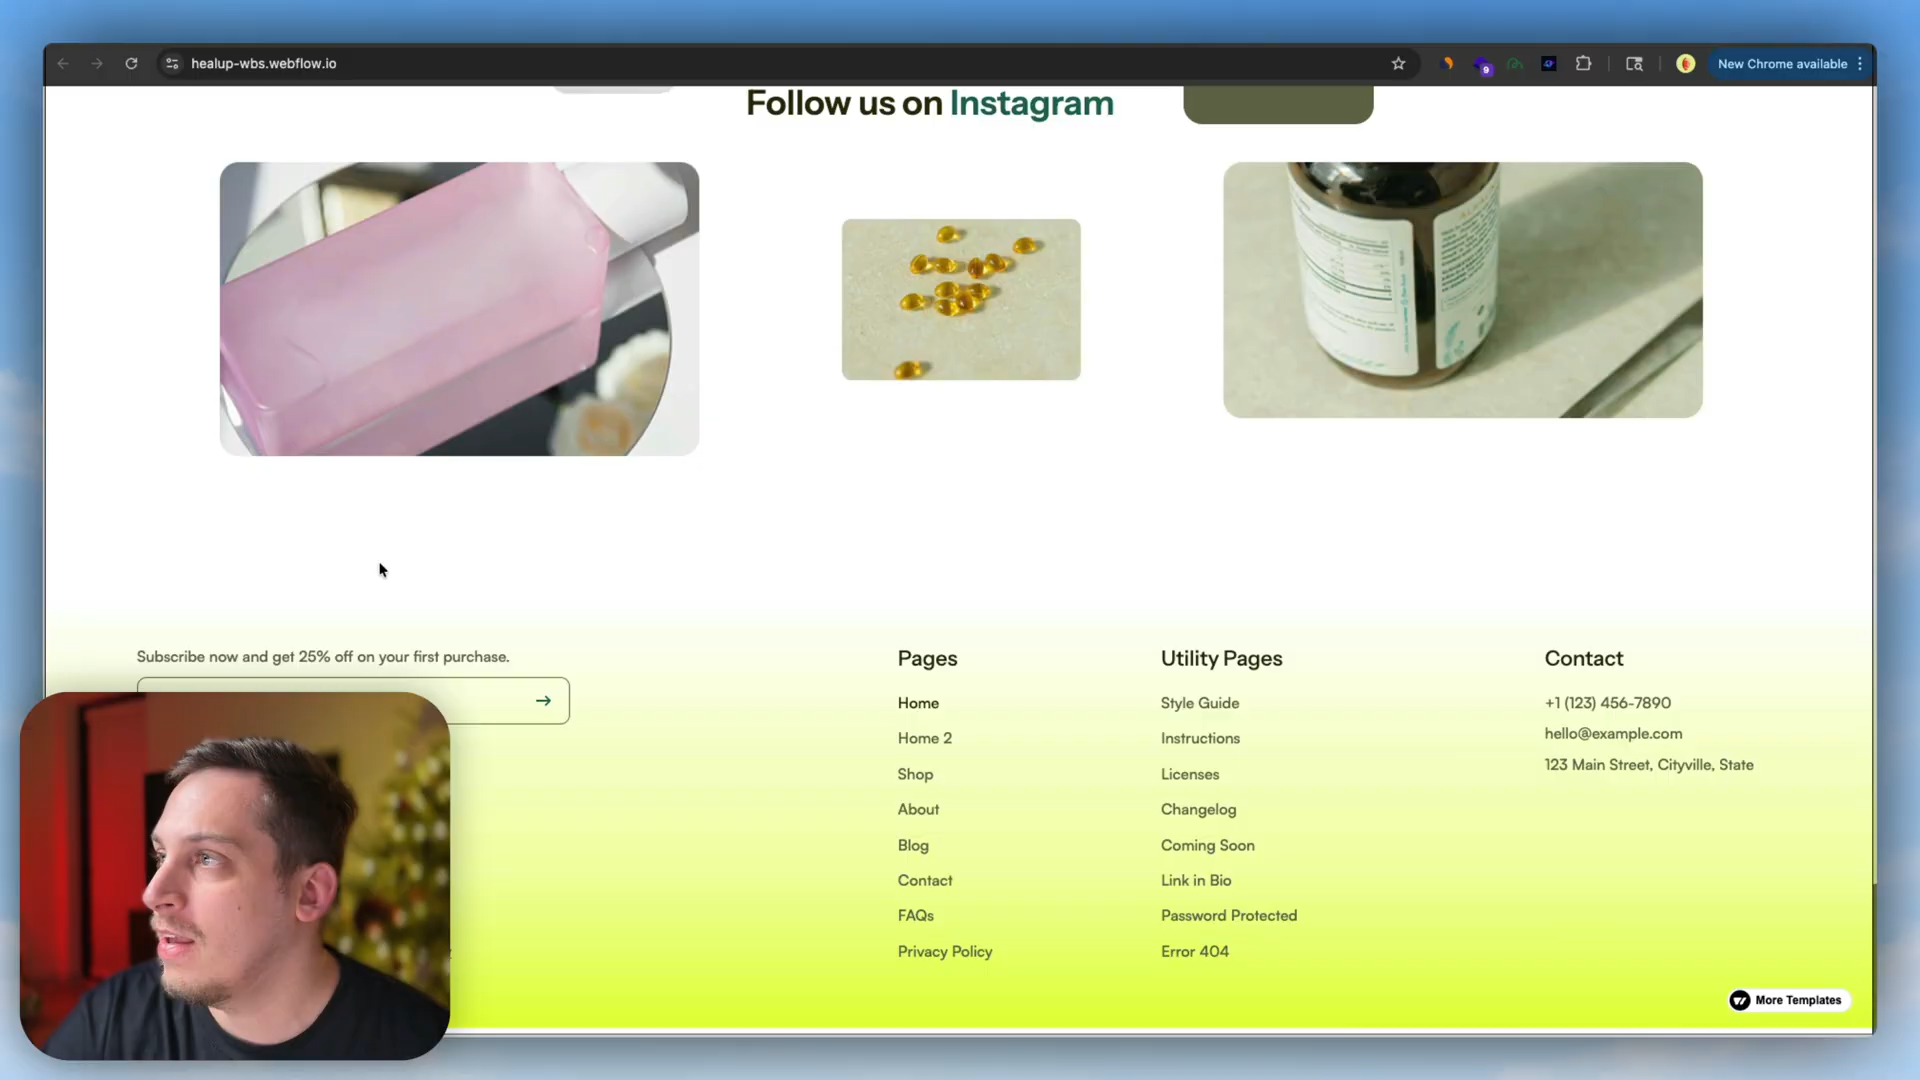 healup-wbs.webflow.io
9
New Chrome available
Follow us on Instagram
Subscribe now and get 25% off on your first purchase.
Pages
Home
Home 2
Shop
About
Blog
Contact
FAQs
Privacy Policy
Utility Pages
Style Guide
Instructions
Licenses
Changelog
Coming Soon
Link in Bio
Password Protected
Error 404
Contact
+1 (123) 456-7890
hello@example.com
123 Main Street, Cityville, State
More Templates